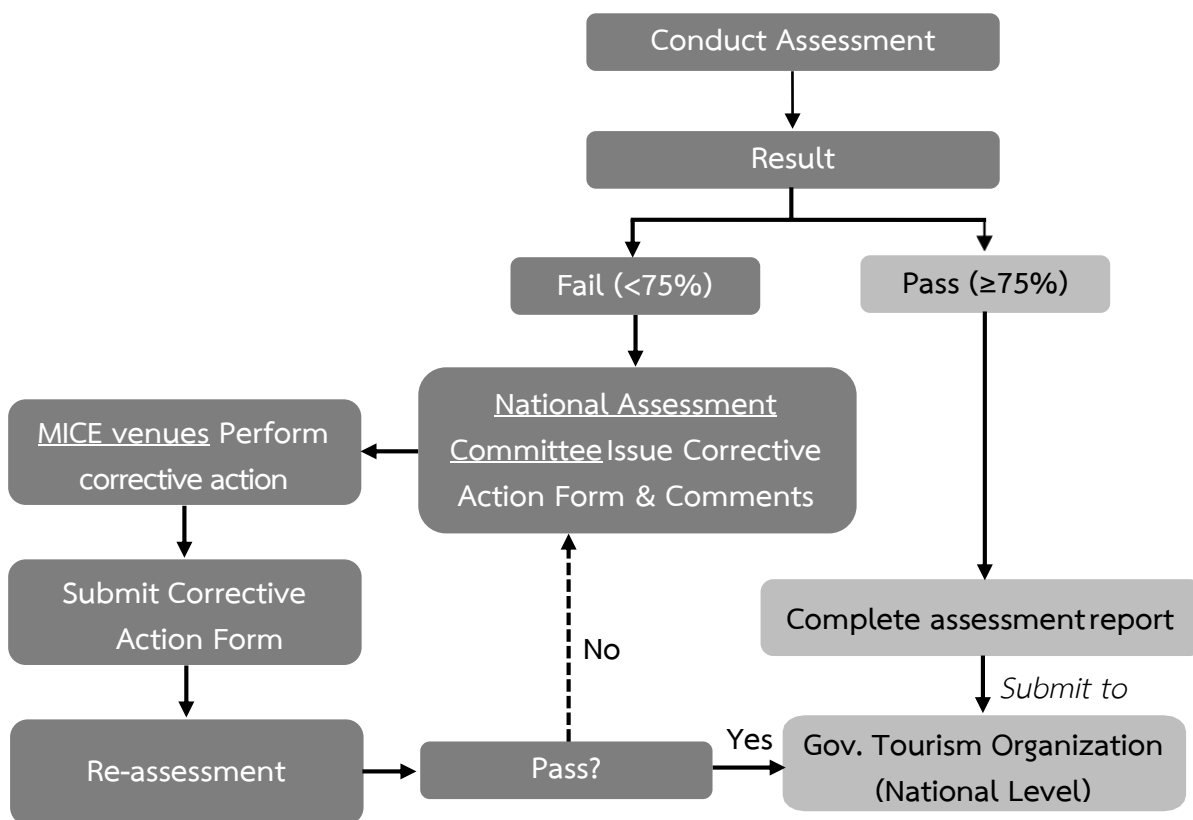 Conduct Assessment
Result
Fail (<75%)
Pass (≥75%)
National Assessment
Committee Issue Corrective
Action Form & Comments
MICE venues Perform
corrective action
Submit Corrective
Action Form
Complete assessment report
No
Submit to
Re-assessment
Pass?
Yes
Gov. Tourism Organization
(National Level)